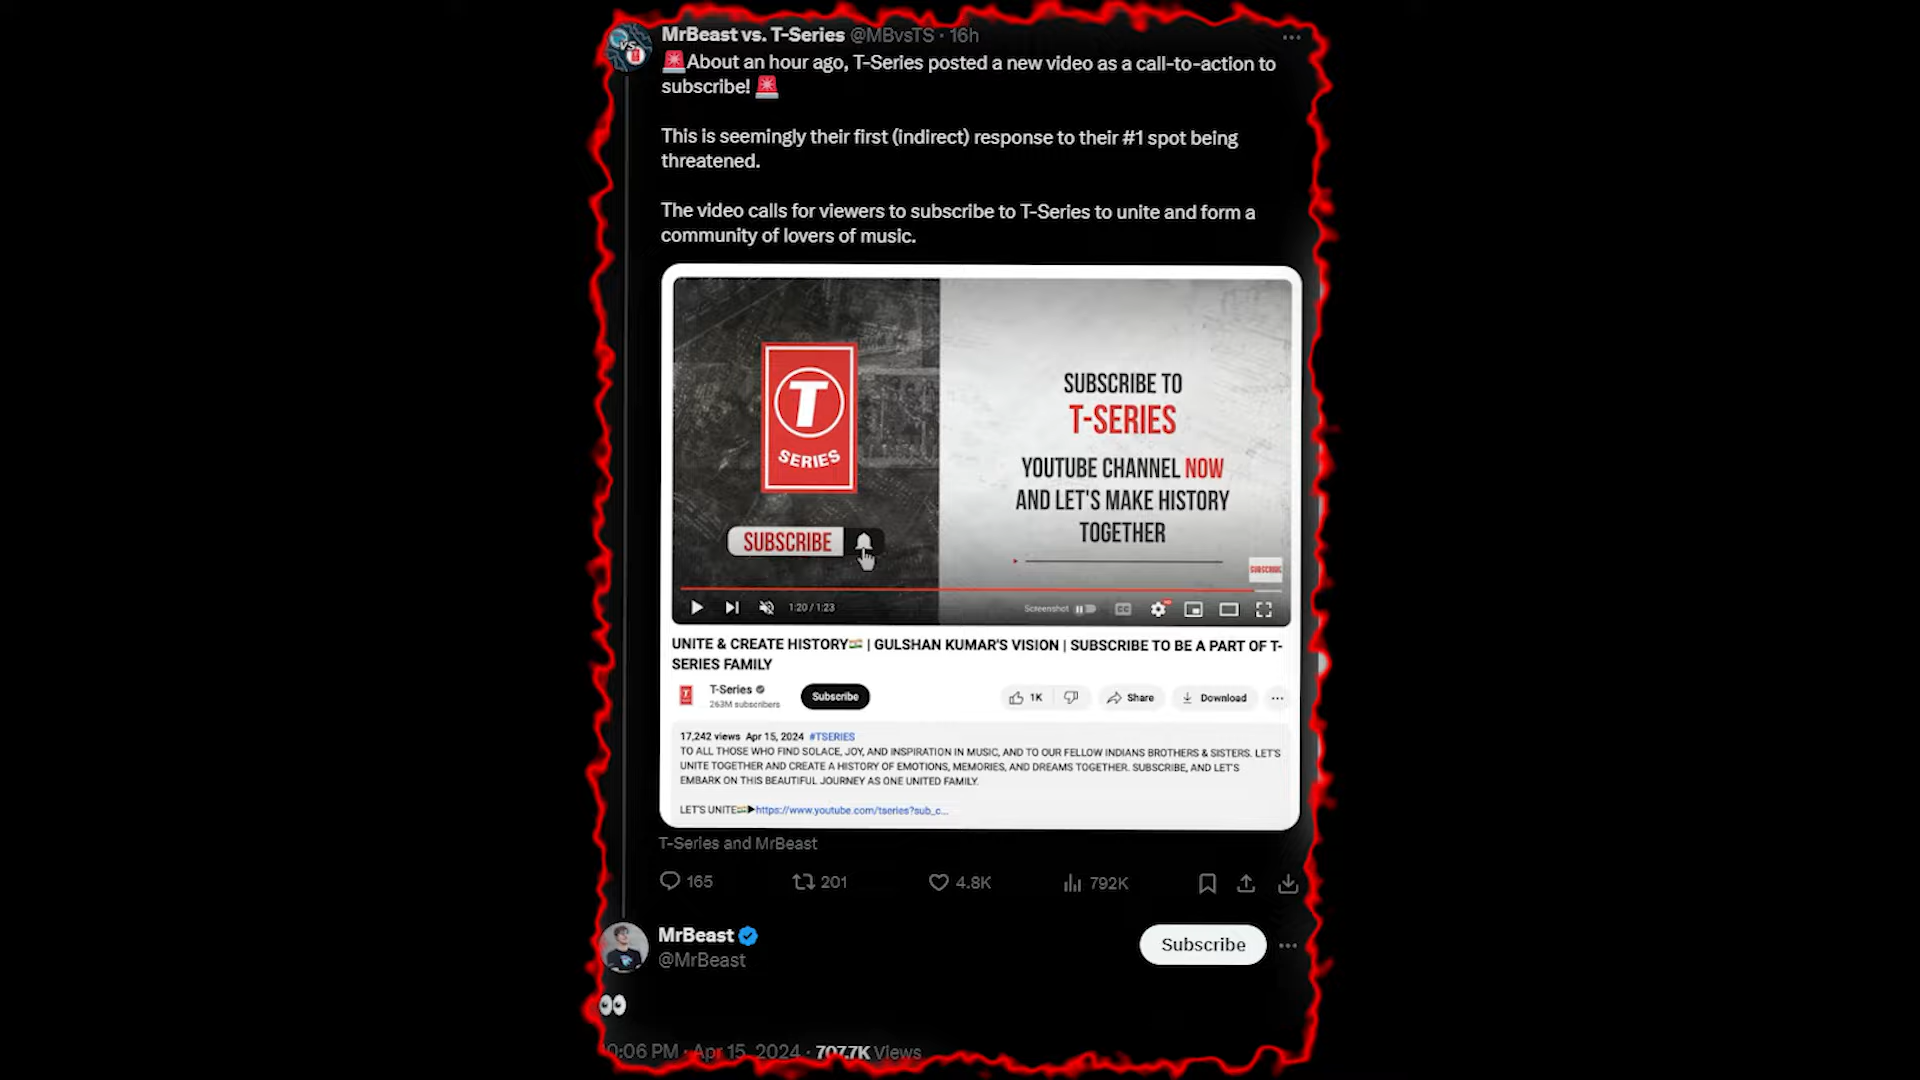 MrBeast vs. T-Series @MBvsTS · 16h
🚨About an hour ago, T-Series posted a new video as a call-to-action to
subscribe! 🚨
This is seemingly their first (indirect) response to their #1 spot being
threatened.
The video calls for viewers to subscribe to T-Series to unite and form a
community of lovers of music.
T
SERIES
SUBSCRIBE
SUBSCRIBE TO
T-SERIES
YOUTUBE CHANNEL NOW
AND LET'S MAKE HISTORY
TOGETHER
SUBSCRIBE
1:20 / 1:23
Screenshot
CC
UNITE & CREATE HISTORY🇮🇳 | GULSHAN KUMAR'S VISION | SUBSCRIBE TO BE A PART OF T-
SERIES FAMILY
T-Series
263M subscribers
Subscribe
1K
Share
Download
17,242 views Apr 15, 2024 #TSERIES
TO ALL THOSE WHO FIND SOLACE, JOY, AND INSPIRATION IN MUSIC, AND TO OUR FELLOW INDIANS BROTHERS & SISTERS. LET'S
UNITE TOGETHER AND CREATE A HISTORY OF EMOTIONS, MEMORIES, AND DREAMS TOGETHER. SUBSCRIBE, AND LET'S
EMBARK ON THIS BEAUTIFUL JOURNEY AS ONE UNITED FAMILY.
LET'S UNITE🇮🇳▶https://www.youtube.com/tseries?sub_c...
T-Series and MrBeast
165 201 4.8K 792K
MrBeast
@MrBeast
Subscribe
👀
0:06 PM · Apr 15, 2024 · 707.7K Views